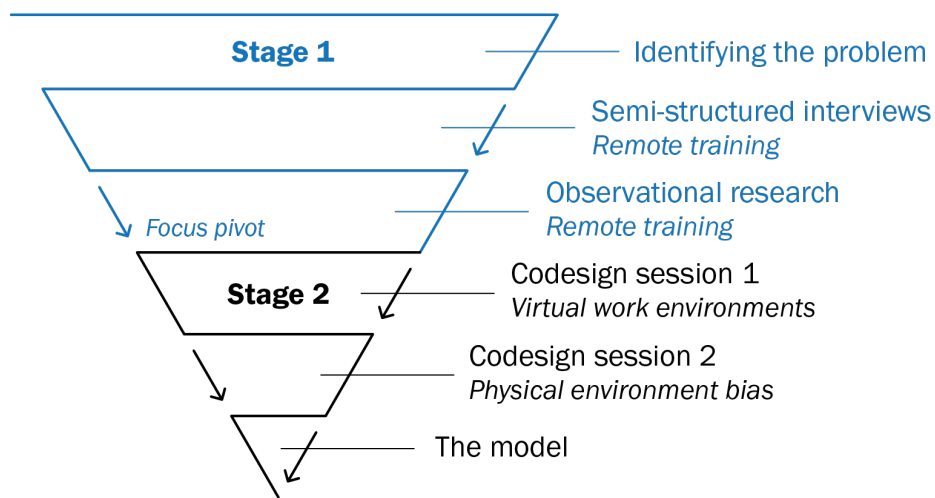 Stage 1
Identifying the problem
Semi-structured interviews
Remote training
Observational research
Remote training
Focus pivot
Stage 2
Codesign session 1
Virtual work environments
Codesign session 2
Physical environment bias
The model